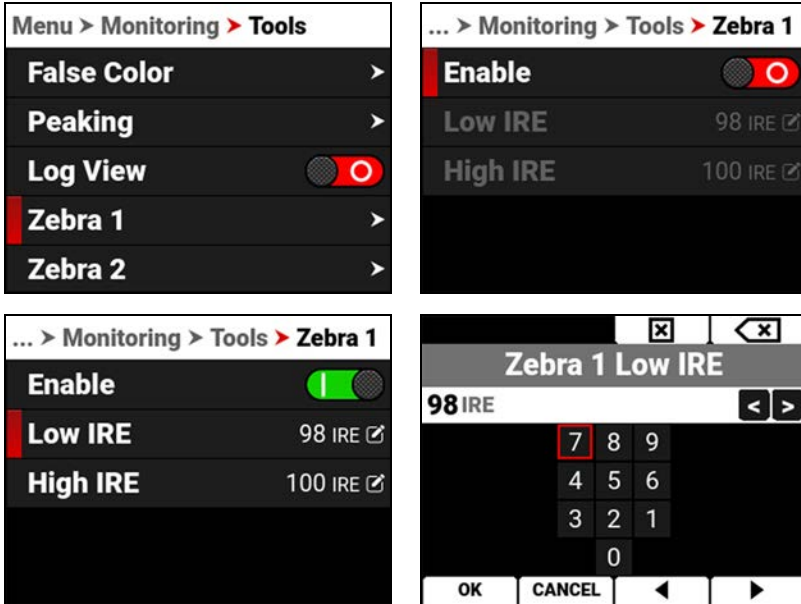 Menu > Monitoring > Tools
False Color >
Peaking >
Log View
Zebra 1 >
Zebra 2 >
... > Monitoring > Tools > Zebra 1
Enable
Low IRE 98 IRE
High IRE 100 IRE
... > Monitoring > Tools > Zebra 1
Enable
Low IRE 98 IRE
High IRE 100 IRE
Zebra 1 Low IRE
98 IRE < >
7 8 9
4 5 6
3 2 1
0
OK CANCEL ◀ ▶